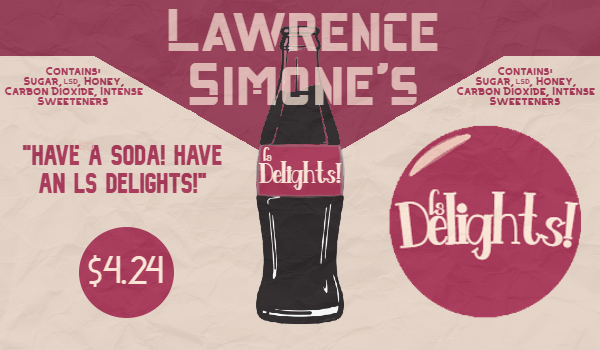 LAWRENCE
SIMONE'S
CONTAINS:
SUGAR, LSD, HONEY,
CARBON DIOXIDE, INTENSE
SWEETENERS
CONTAINS:
SUGAR, LSD, HONEY,
CARBON DIOXIDE, INTENSE
SWEETENERS
"HAVE A SODA! HAVE
AN LS DELIGHTS!"
Ls
Delights!
Ls
Delights!
$4.24